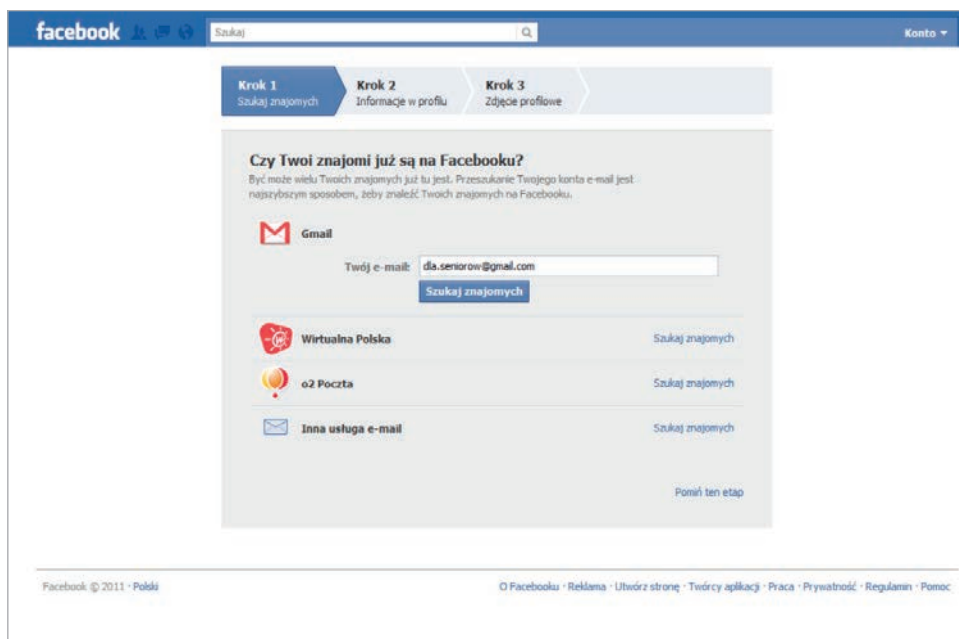 facebook Szukaj Konto
Krok 1 Krok 2 Krok 3
Szukaj znajomych Informacje w profilu Zdjęcie profilowe
Czy Twoi znajomi już są na Facebooku?
Być może wielu Twoich znajomych już tu jest. Przeszukanie Twojego konta e-mail jest
najszybszym sposobem, żeby znaleźć Twoich znajomych na Facebooku.
Gmail
Twój e-mail: dla.seniorow@gmail.com
Szukaj znajomych
Wirtualna Polska Szukaj znajomych
o2 Poczta Szukaj znajomych
Inna usługa e-mail Szukaj znajomych
Pomiń ten etap
Facebook © 2011 · Polski O Facebooku · Reklama · Utwórz stronę · Twórcy aplikacji · Praca · Prywatność · Regulamin · Pomoc